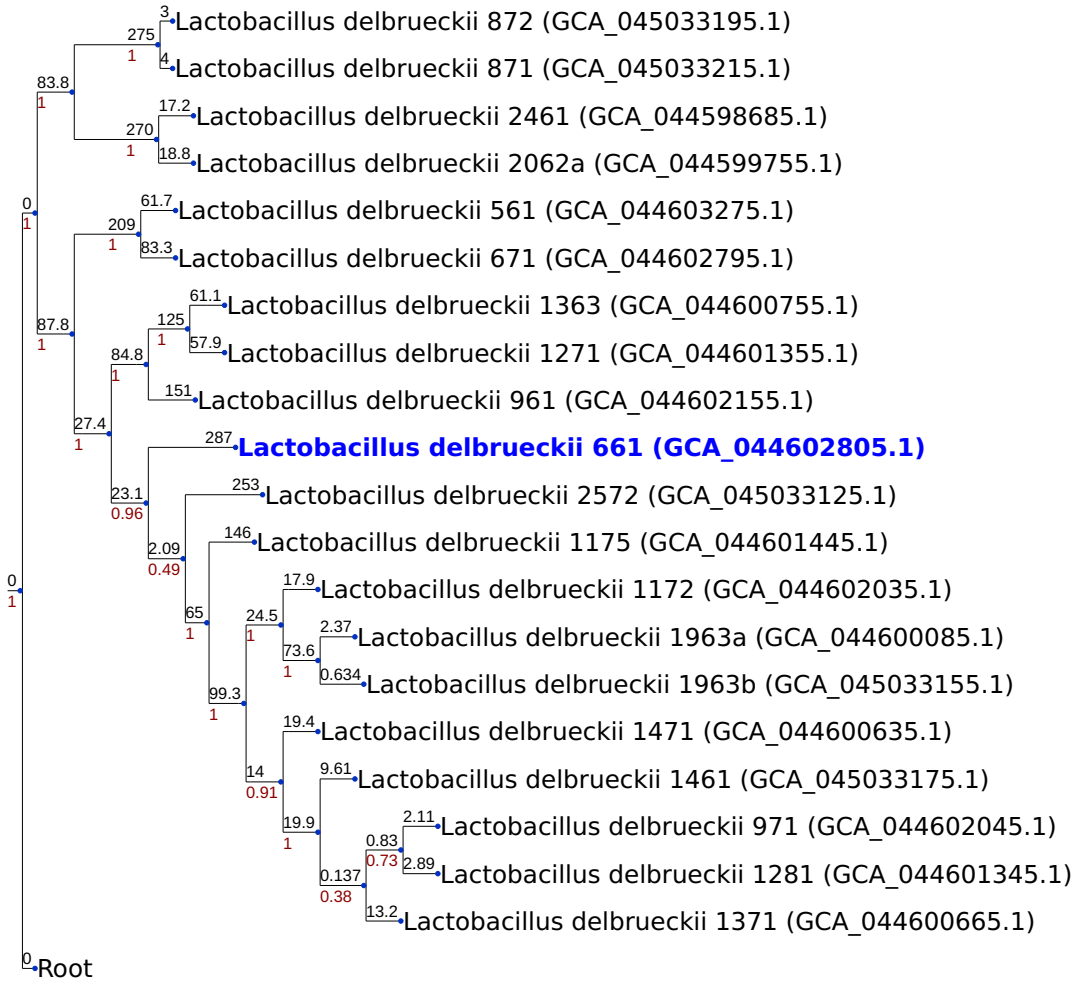 3
Lactobacillus delbrueckii 872 (GCA_045033195.1)
275
1
4
Lactobacillus delbrueckii 871 (GCA_045033215.1)
83.8
1
17.2
Lactobacillus delbrueckii 2461 (GCA_044598685.1)
270
1
18.8
Lactobacillus delbrueckii 2062a (GCA_044599755.1)
0
1
61.7
Lactobacillus delbrueckii 561 (GCA_044603275.1)
209
1
83.3
Lactobacillus delbrueckii 671 (GCA_044602795.1)
87.8
1
61.1
Lactobacillus delbrueckii 1363 (GCA_044600755.1)
125
1
57.9
Lactobacillus delbrueckii 1271 (GCA_044601355.1)
84.8
1
151
Lactobacillus delbrueckii 961 (GCA_044602155.1)
27.4
1
287
Lactobacillus delbrueckii 661 (GCA_044602805.1)
23.1
0.96
253
Lactobacillus delbrueckii 2572 (GCA_045033125.1)
2.09
0.49
146
Lactobacillus delbrueckii 1175 (GCA_044601445.1)
0
1
65
1
17.9
Lactobacillus delbrueckii 1172 (GCA_044602035.1)
24.5
1
2.37
Lactobacillus delbrueckii 1963a (GCA_044600085.1)
73.6
1
0.634
Lactobacillus delbrueckii 1963b (GCA_045033155.1)
99.3
1
19.4
Lactobacillus delbrueckii 1471 (GCA_044600635.1)
14
0.91
9.61
Lactobacillus delbrueckii 1461 (GCA_045033175.1)
19.9
1
2.11
Lactobacillus delbrueckii 971 (GCA_044602045.1)
0.83
0.73
2.89
Lactobacillus delbrueckii 1281 (GCA_044601345.1)
0.137
0.38
13.2
Lactobacillus delbrueckii 1371 (GCA_044600665.1)
0
Root